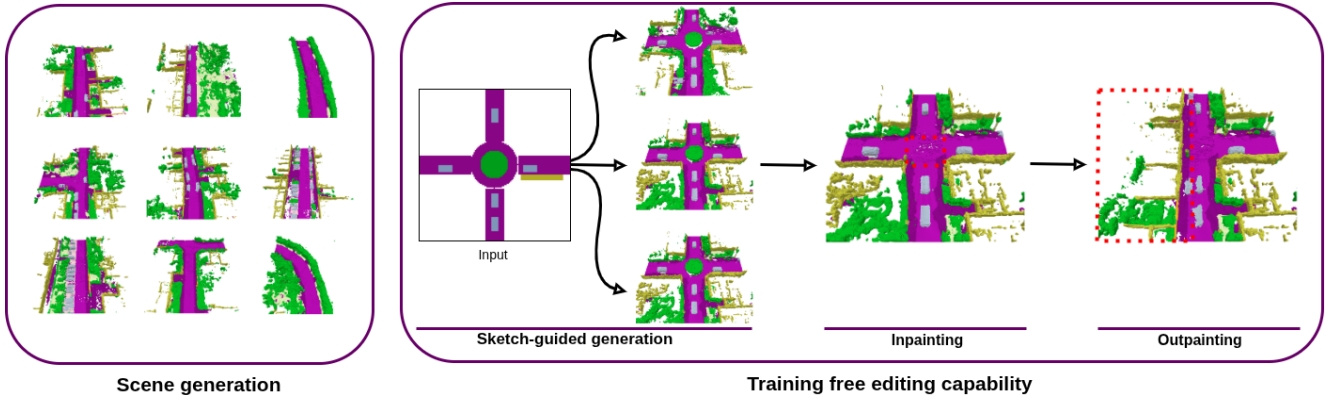 Input
Sketch-guided generation
Inpainting
Outpainting
Scene generation
Training free editing capability